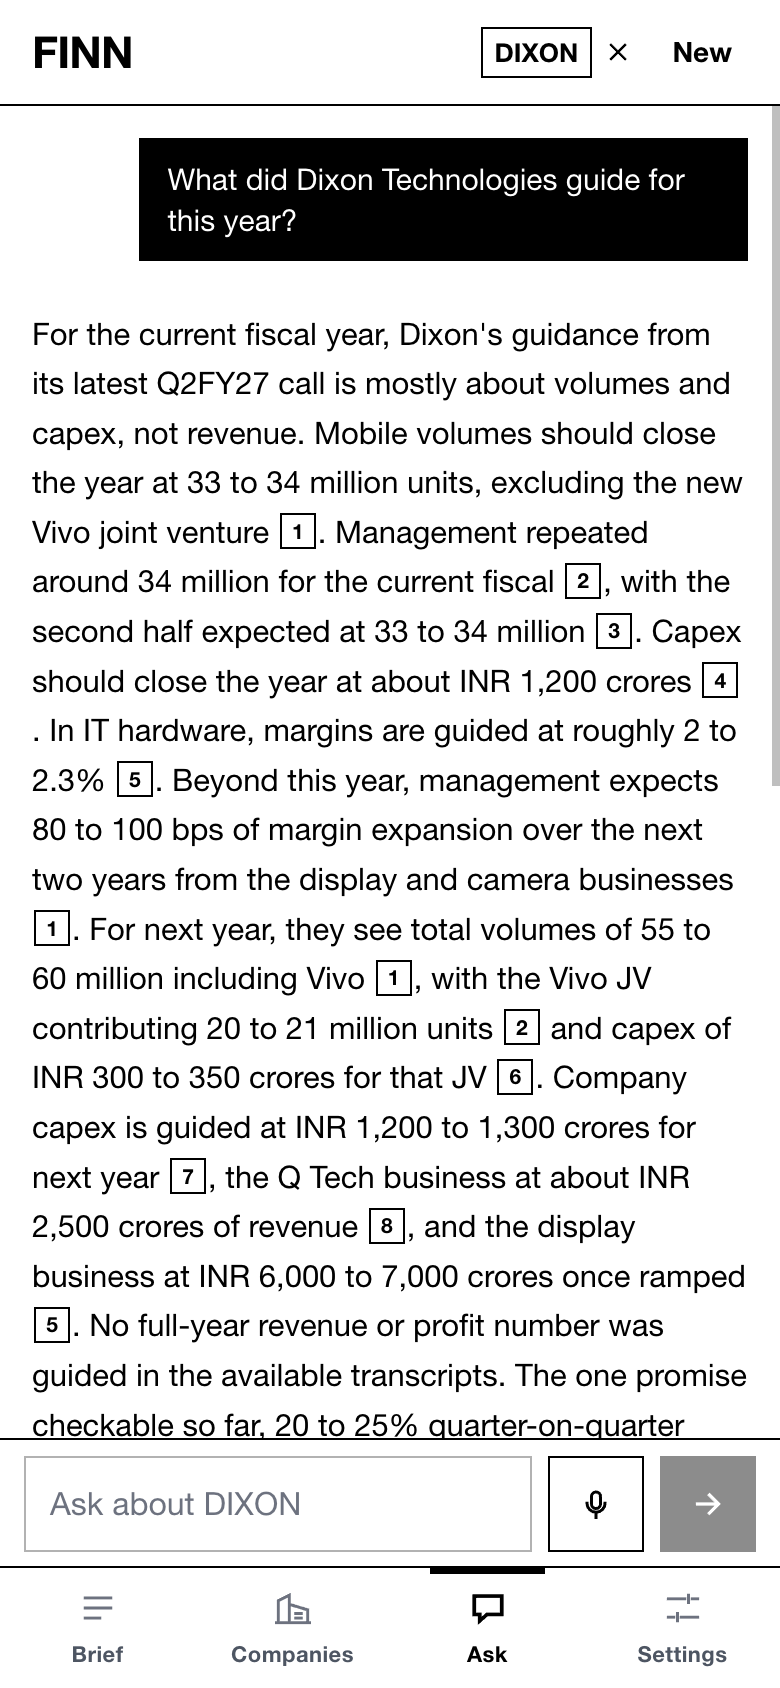 FINN
DIXON × New
What did Dixon Technologies guide for
this year?
For the current fiscal year, Dixon's guidance from
its latest Q2FY27 call is mostly about volumes and
capex, not revenue. Mobile volumes should close
the year at 33 to 34 million units, excluding the new
Vivo joint venture 1. Management repeated
around 34 million for the current fiscal 2, with the
second half expected at 33 to 34 million 3. Capex
should close the year at about INR 1,200 crores 4
. In IT hardware, margins are guided at roughly 2 to
2.3% 5. Beyond this year, management expects
80 to 100 bps of margin expansion over the next
two years from the display and camera businesses
1. For next year, they see total volumes of 55 to
60 million including Vivo 1, with the Vivo JV
contributing 20 to 21 million units 2 and capex of
INR 300 to 350 crores for that JV 6. Company
capex is guided at INR 1,200 to 1,300 crores for
next year 7, the Q Tech business at about INR
2,500 crores of revenue 8, and the display
business at INR 6,000 to 7,000 crores once ramped
5. No full-year revenue or profit number was
guided in the available transcripts. The one promise
checkable so far, 20 to 25% quarter-on-quarter
Ask about DIXON
Brief
Companies
Ask
Settings